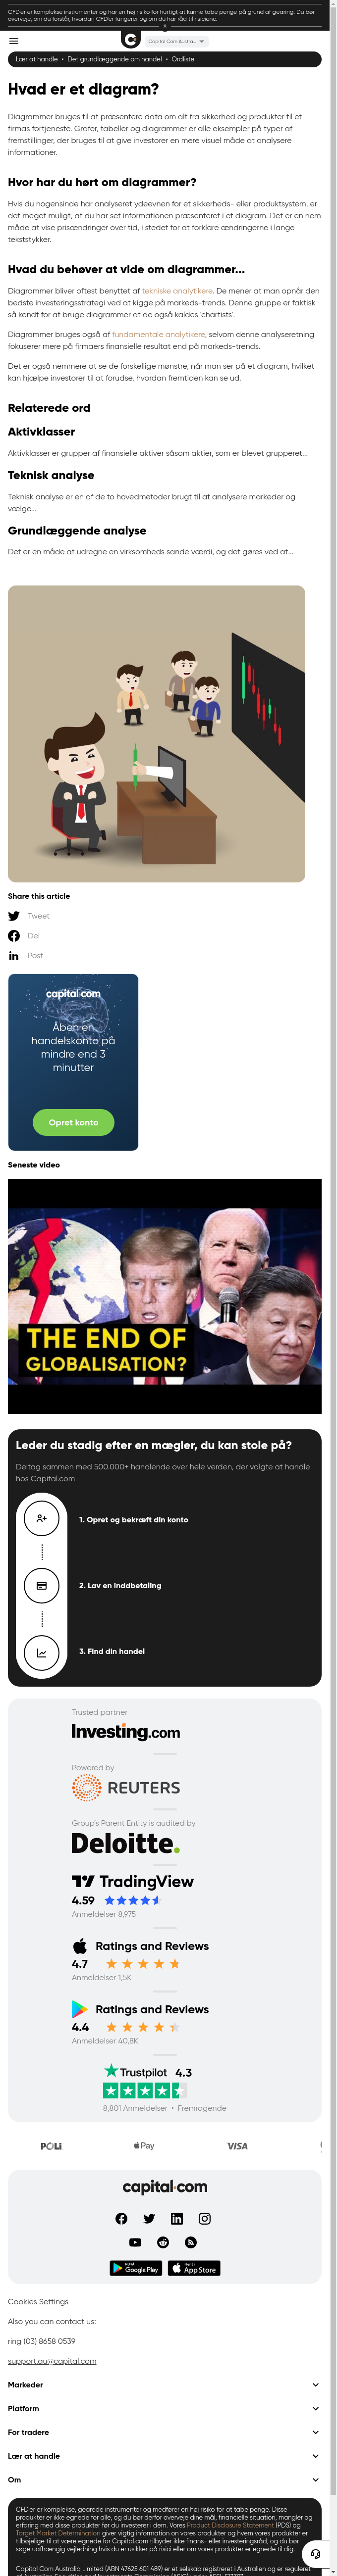 CFD'er er komplekse instrumenter og har en høj risiko for hurtigt at kunne tabe penge på grund af gearing. Du bør
overveje, om du forstår, hvordan CFD'er fungerer og om du har råd til risiciene.
Capital Com Austra...
Lær at handle • Det grundlæggende om handel • Ordliste
Hvad er et diagram?
Diagrammer bruges til at præsentere data om alt fra sikkerhed og produkter til et
firmas fortjeneste. Grafer, tabeller og diagrammer er alle eksempler på typer af
fremstillinger, der bruges til at give investorer en mere visuel måde at analysere
informationer.
Hvor har du hørt om diagrammer?
Hvis du nogensinde har analyseret ydeevnen for et sikkerheds- eller produktsystem, er
det meget muligt, at du har set informationen præsenteret i et diagram. Det er en nem
måde at vise prisændringer over tid, i stedet for at forklare ændringerne i lange
tekststykker.
Hvad du behøver at vide om diagrammer...
Diagrammer bliver oftest benyttet af tekniske analytikere. De mener at man opnår den
bedste investeringsstrategi ved at kigge på markeds-trends. Denne gruppe er faktisk
så kendt for at bruge diagrammer at de også kaldes 'chartists'.
Diagrammer bruges også af fundamentale analytikere, selvom denne analyseretning
fokuserer mere på firmaers finansielle resultat end på markeds-trends.
Det er også nemmere at se de forskellige mønstre, når man ser på et diagram, hvilket
kan hjælpe investorer til at forudse, hvordan fremtiden kan se ud.
Relaterede ord
Aktivklasser
Aktivklasser er grupper af finansielle aktiver såsom aktier, som er blevet grupperet...
Teknisk analyse
Teknisk analyse er en af de to hovedmetoder brugt til at analysere markeder og
vælge...
Grundlæggende analyse
Det er en måde at udregne en virksomheds sande værdi, og det gøres ved at...
Share this article
Tweet
Del
Post
capital.com
Åben en
handelskonto på
mindre end 3
minutter
Opret konto
Seneste video
THE END OF
GLOBALISATION?
Leder du stadig efter en mægler, du kan stole på?
Deltag sammen med 500.000+ handlende over hele verden, der valgte at handle
hos Capital.com
1. Opret og bekræft din konto
2. Lav en inddbetaling
3. Find din handel
Trusted partner
Investing.com
Powered by
REUTERS
Group's Parent Entity is audited by
Deloitte.
TradingView
4.59
Anmeldelser 8,975
Ratings and Reviews
4.7
Anmeldelser 1,5K
Ratings and Reviews
4.4
Anmeldelser 40,8K
Trustpilot 4.3
8,801 Anmeldelser • Fremragende
POLi
Pay
VISA
capital.com
Google Play
App Store
Cookies Settings
Also you can contact us:
ring (03) 8658 0539
support.au@capital.com
Markeder
Platform
For tradere
Lær at handle
Om
CFD'er er komplekse, gearede instrumenter og medfører en høj risiko for at tabe penge. Disse
produkter er ikke egnede for alle, og du bør derfor overveje dine mål, finansielle situation, mangler og
erfaring med disse produkter før du investerer i dem. Vores Product Disclosure Statement (PDS) og
Target Market Determination er giver vigtig information om vores produkter og hvem vores produkter er
tilbejelige til at være egnede for Capital.com tilbyder ikke finans- eller investeringsråd, og du bør
søge uafhængig vejledning hvis du er usikker på risici eller om vores produkter er egnede til dig.
Capital Com Australia Limited (ABN 47625 601 489) er et selskab registreret i Australien og er reguleret